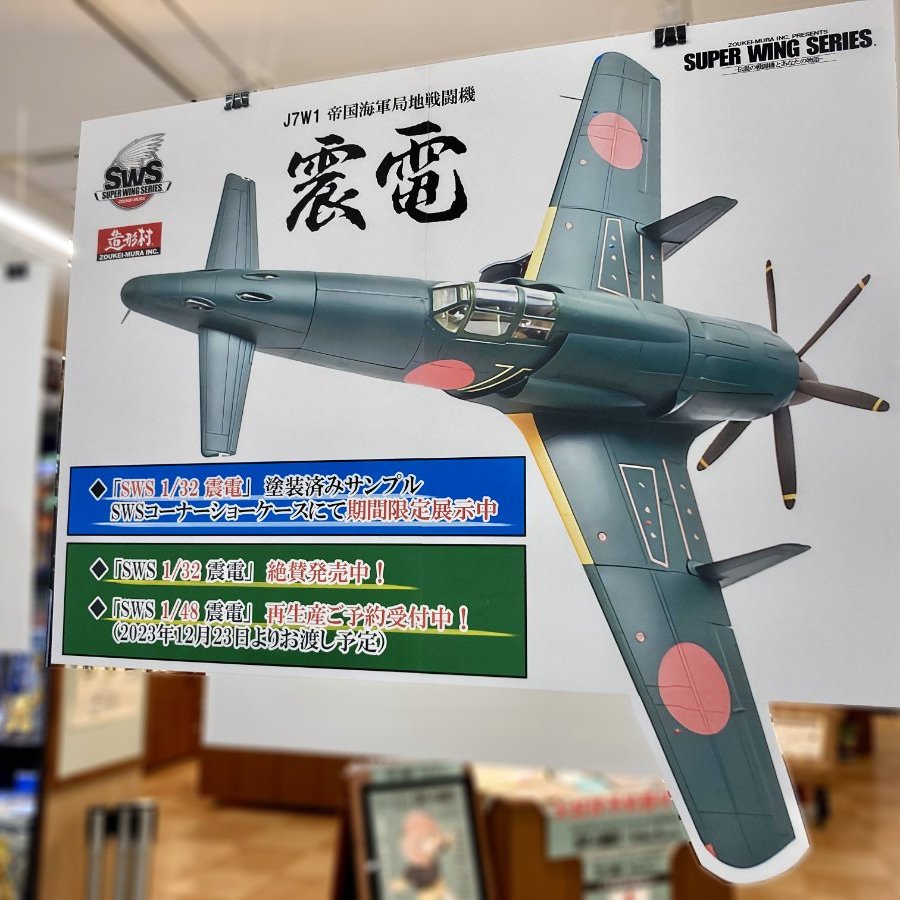 ZOUKEI-MURA INC. PRESENTS
SUPER WING SERIES.
J7W1 帝国海軍局地戦闘機
震電
SWS
SUPER WING SERIES
ZOUKEI-MURA
造形村
ZOUKEI-MURA INC.
◆「SWS 1/32 震電」 塗装済みサンプル
SWSコーナーショーケースにて期間限定展示中
◆「SWS 1/32 震電」 絶賛発売中！
◆「SWS 1/48 震電」 再生産ご予約受付中！
（2023年12月23日よりお渡し予定）